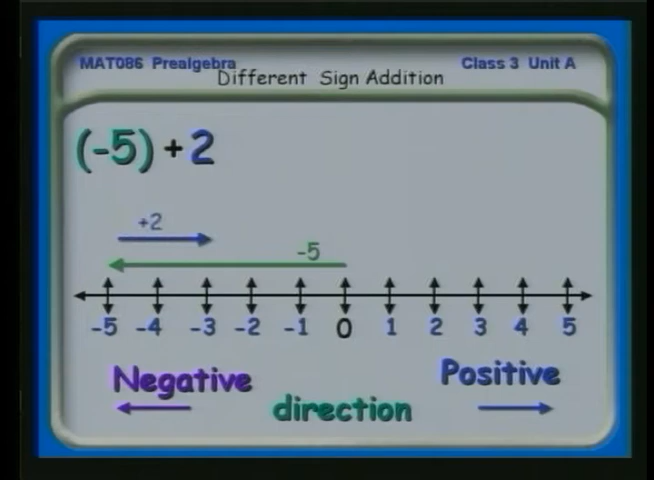 MAT086 Prealgebra
Class 3 Unit A
Different Sign Addition
(-5) + 2
+2
-5
-5 -4 -3 -2 -1 0 1 2 3 4 5
Negative
Positive
direction